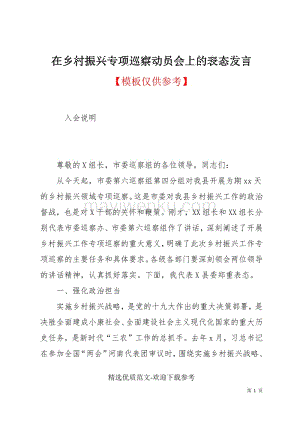 在乡村振兴专项巡察动员会上的表态发言
【模板仅供参考】
入会说明
尊敬的X组长,市委巡察组的各位领导,同志们:
从今天起,市委第六巡察组第四分组对我县开展为期xx天
的乡村振兴领域专项巡察。这是市委对我县工作的政治
督战,也是对X干部的关怀和鞭策。刚才,XX组长和XX组长分
别代表市委巡察办、市委第六巡察组作了讲话,深刻阐述了开展
乡村振兴工作专项巡察的重大意义,明确了此次乡村振兴工作专
项巡察的主要任务和具体要求。各级各部门要深刻领会两位领导
的讲话精神,认真抓好落实。下面,我代表X县委郑重表态。
一、强化政治担当
实施乡村振兴战略,是党的十九大作出的重大决策部署,是
决胜全面建成小康社会、全面建设社会主义现代化国家的重大历
史任务,是新时代“三农”工作的总抓手。去年x月,习总书记
在参加全国“两会”河南代表团审议时,围绕实施乡村振兴战略、
精选优质范文-欢迎下载参考
第 1 页